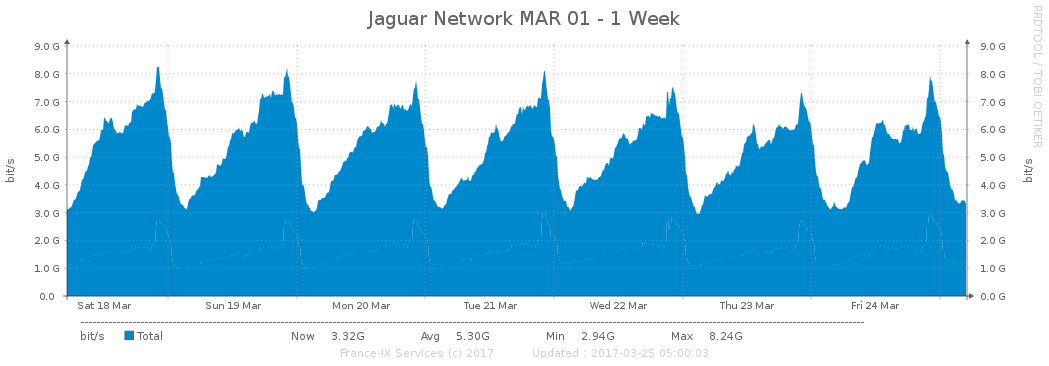 Jaguar Network MAR 01 - 1 Week
RRDTOOL / TOBI OETIKER
9.0 G 9.0 G
8.0 G 8.0 G
7.0 G 7.0 G
6.0 G 6.0 G
5.0 G 5.0 G
4.0 G 4.0 G
3.0 G 3.0 G
2.0 G 2.0 G
1.0 G 1.0 G
0.0 0.0 G
bit/s
bit/s
Sat 18 Mar Sun 19 Mar Mon 20 Mar Tue 21 Mar Wed 22 Mar Thu 23 Mar Fri 24 Mar
bit/s Total Now 3.32G Avg 5.30G Min 2.94G Max 8.24G
France-IX Services (c) 2017 Updated : 2017-03-25 05:00:03